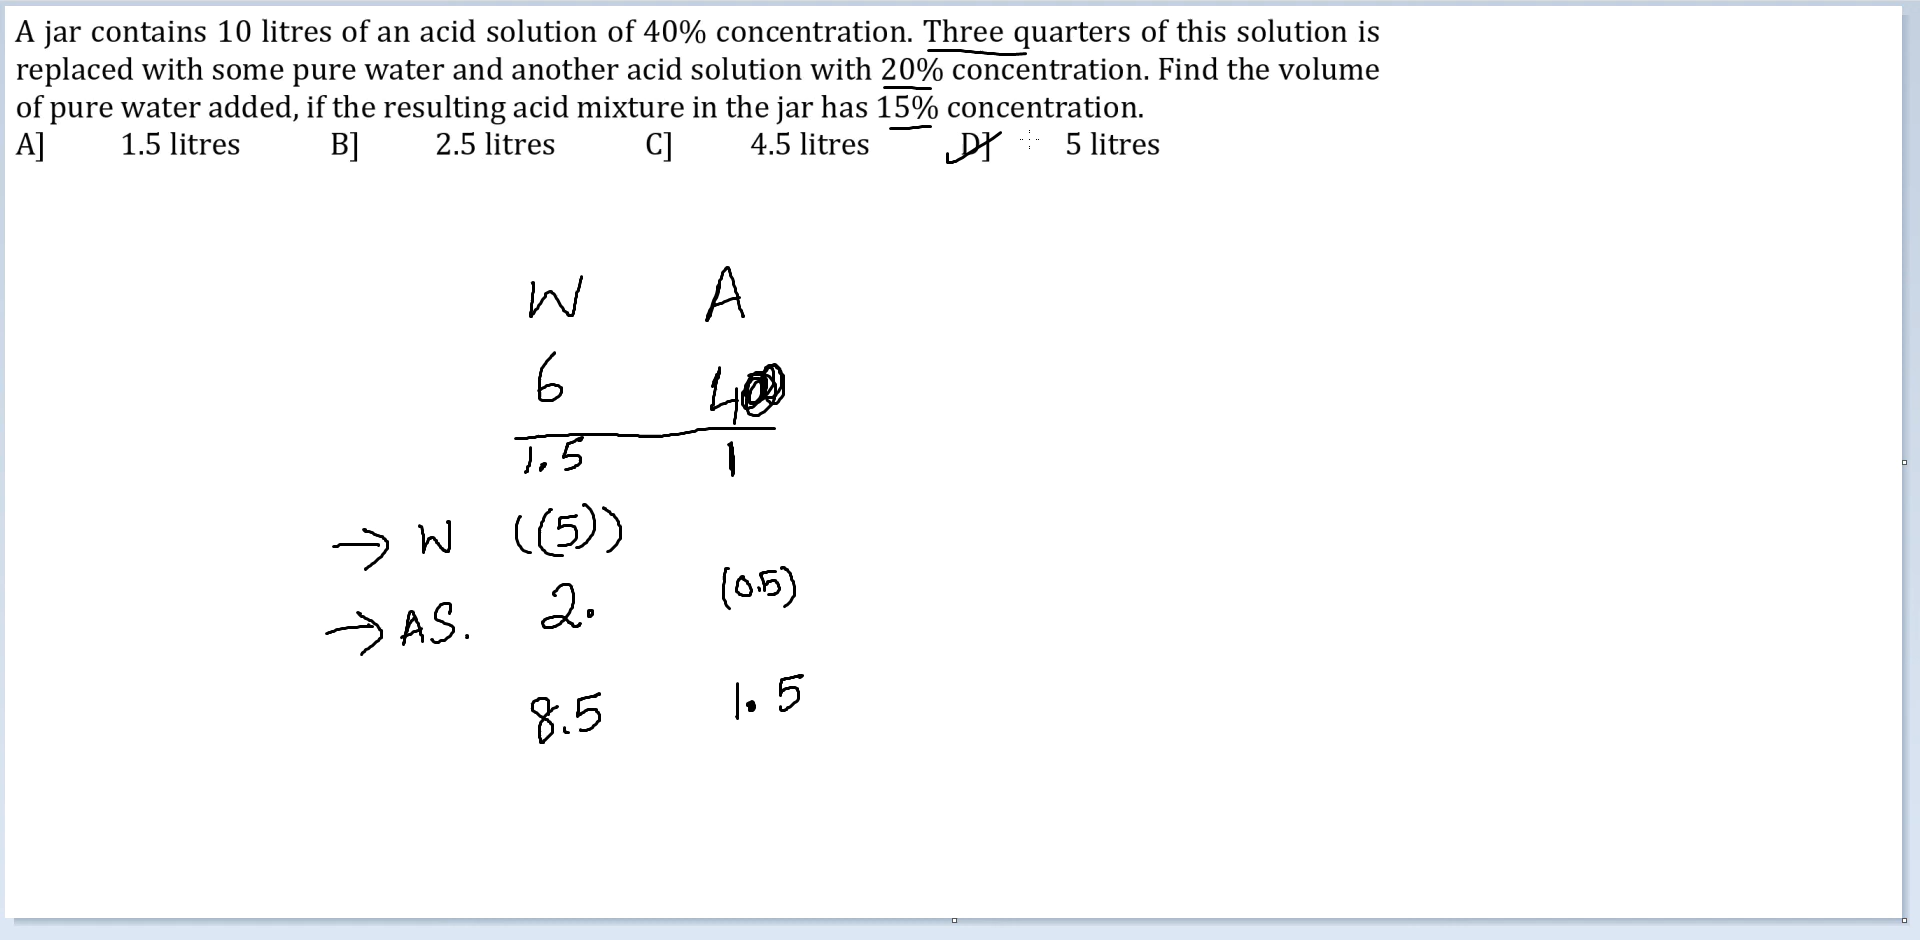 A jar contains 10 litres of an acid solution of 40% concentration. Three quarters of this solution is
replaced with some pure water and another acid solution with 20% concentration. Find the volume
of pure water added, if the resulting acid mixture in the jar has 15% concentration.
A] 1.5 litres B] 2.5 litres C] 4.5 litres D] 5 litres
W A
6 4
1.5 1
→ W ((5))
(0.5)
→ AS. 2.
8.5 1.5